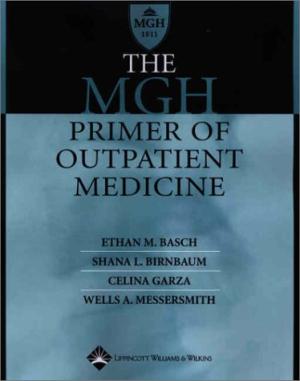 MGH
1811
THE
MGH
PRIMER OF
OUTPATIENT
MEDICINE
ETHAN M. BASCH
SHANA L. BIRNBAUM
CELINA GARZA
WELLS A. MESSERSMITH
LIPPINCOTT WILLIAMS & WILKINS